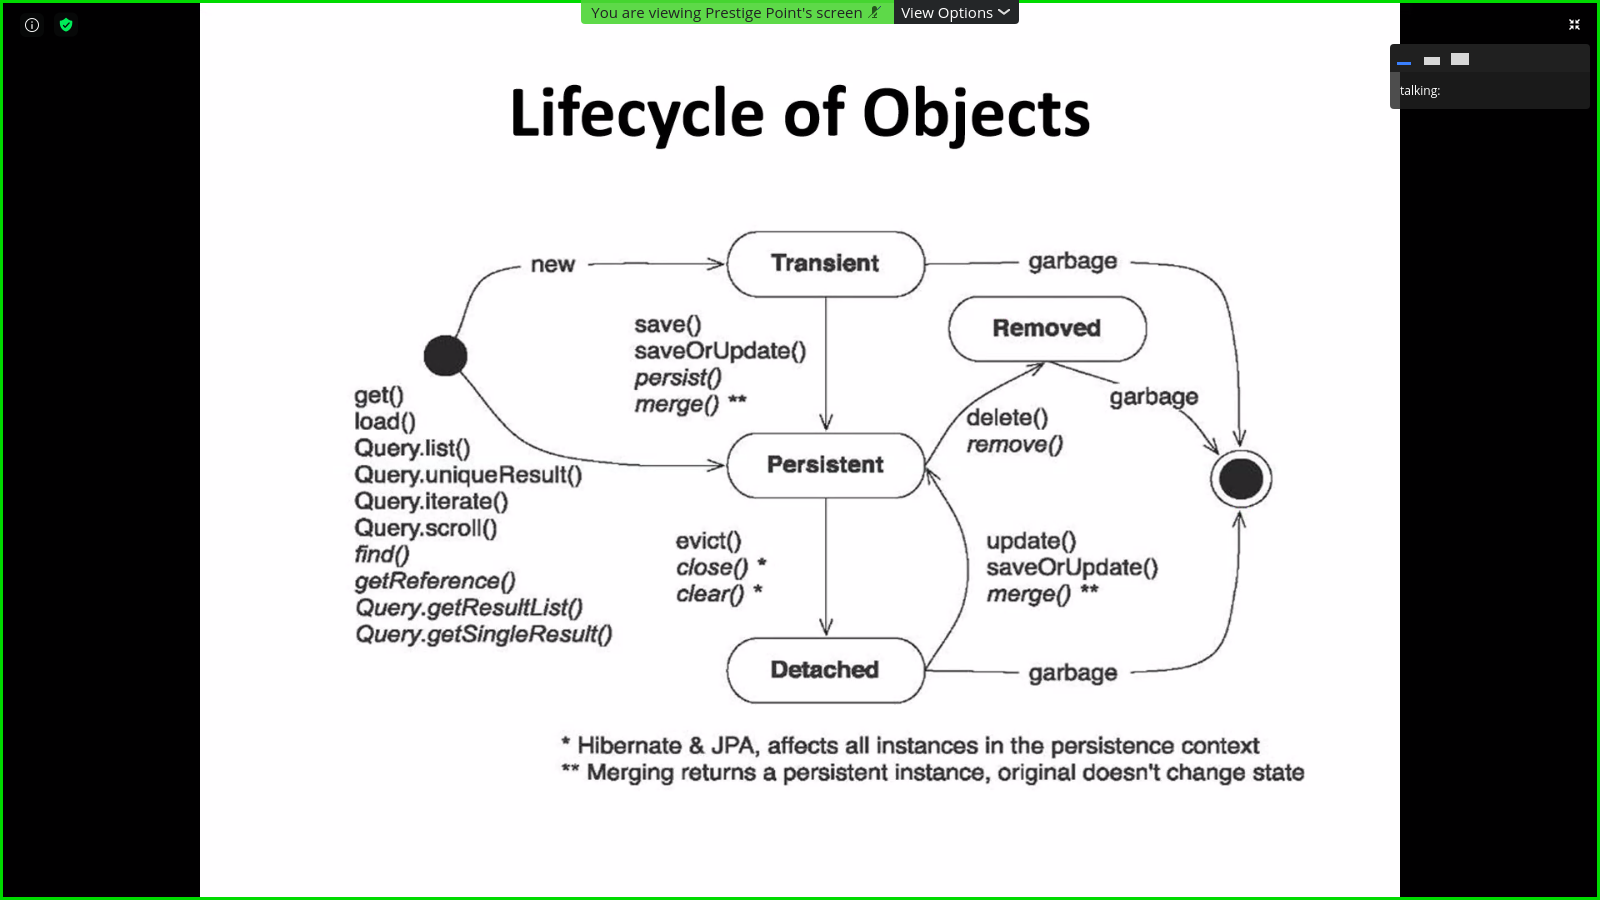 You are viewing Prestige Point's screen
View Options
talking:
Lifecycle of Objects
new
Transient
garbage
Removed
save()
saveOrUpdate()
persist()
merge() **
garbage
get()
load()
Query.list()
Query.uniqueResult()
Query.iterate()
Query.scroll()
find()
getReference()
Query.getResultList()
Query.getSingleResult()
delete()
remove()
Persistent
evict()
close() *
clear() *
update()
saveOrUpdate()
merge() **
Detached
garbage
* Hibernate & JPA, affects all instances in the persistence context
** Merging returns a persistent instance, original doesn't change state